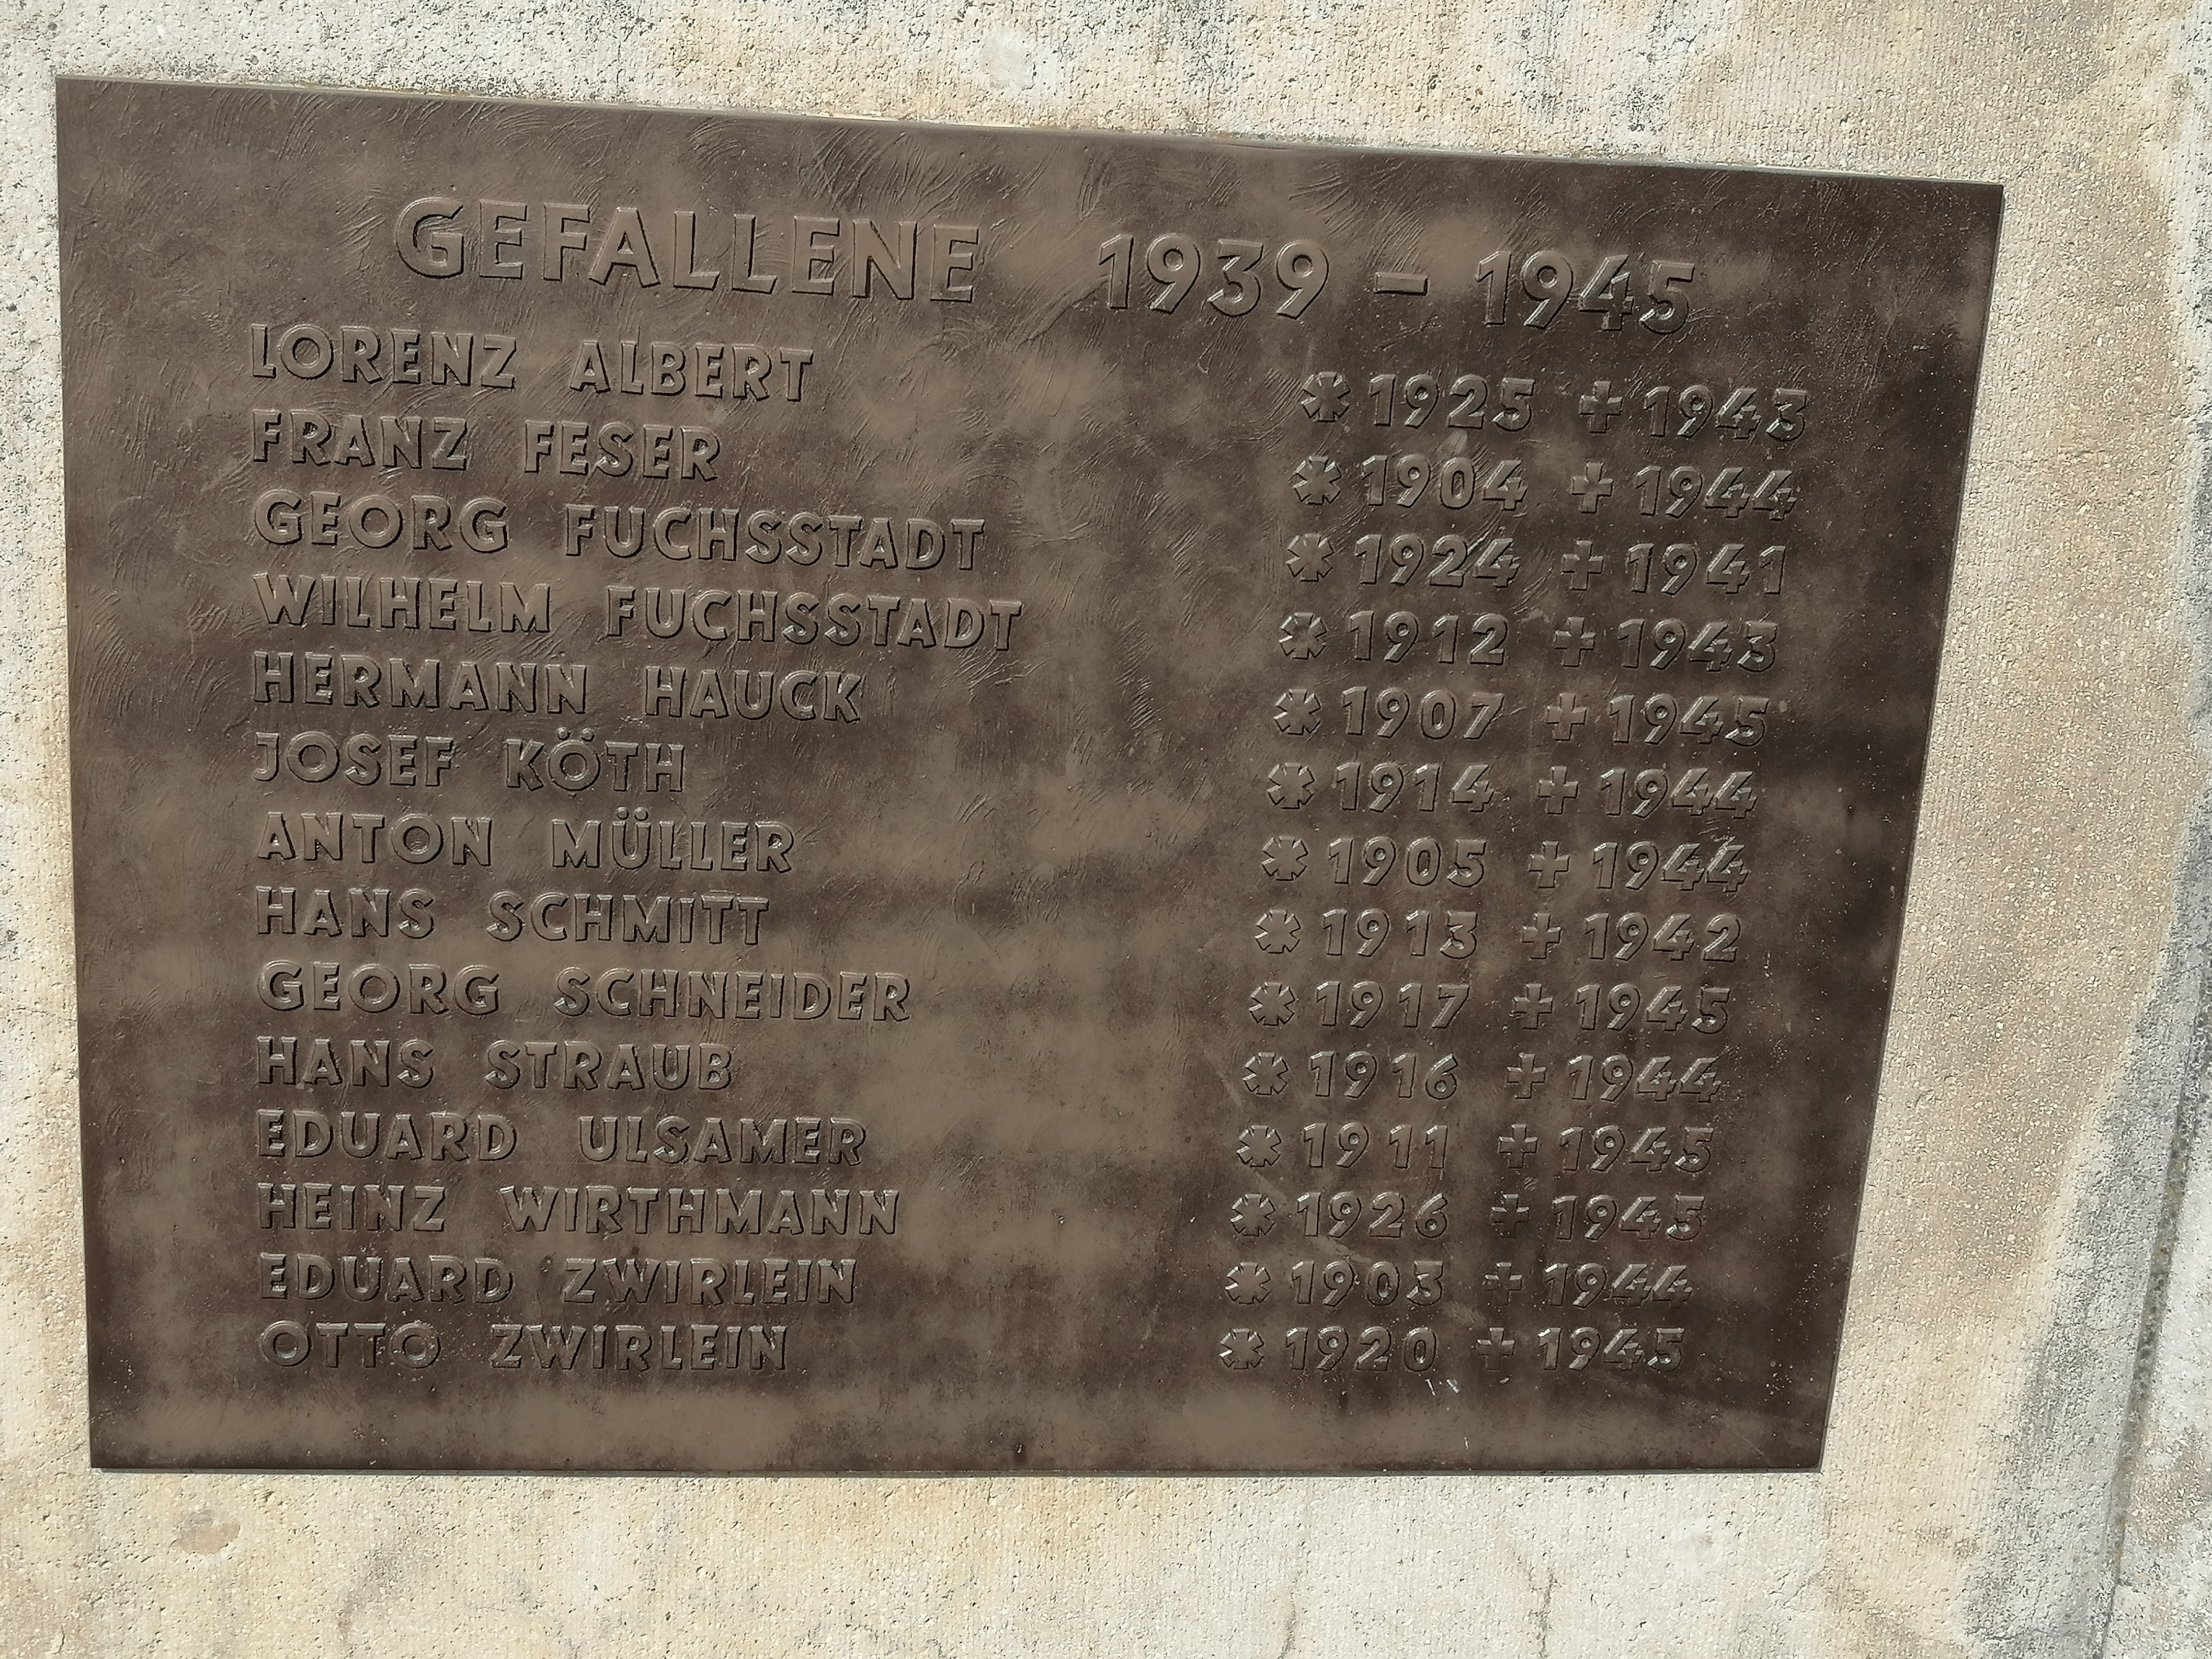 GEFALLENE 1939 - 1945
LORENZ ALBERT * 1925 + 1943
FRANZ FESER * 1904 + 1944
GEORG FUCHSSTADT * 1924 + 1941
WILHELM FUCHSSTADT * 1912 + 1943
HERMANN HAUCK * 1907 + 1945
JOSEF KÖTH * 1914 + 1944
ANTON MÜLLER * 1905 + 1944
HANS SCHMITT * 1913 + 1942
GEORG SCHNEIDER * 1917 + 1945
HANS STRAUB * 1916 + 1944
EDUARD ULSAMER * 1911 + 1945
HEINZ WIRTHMANN * 1926 + 1945
EDUARD ZWIRLEIN * 1903 + 1944
OTTO ZWIRLEIN * 1920 + 1945